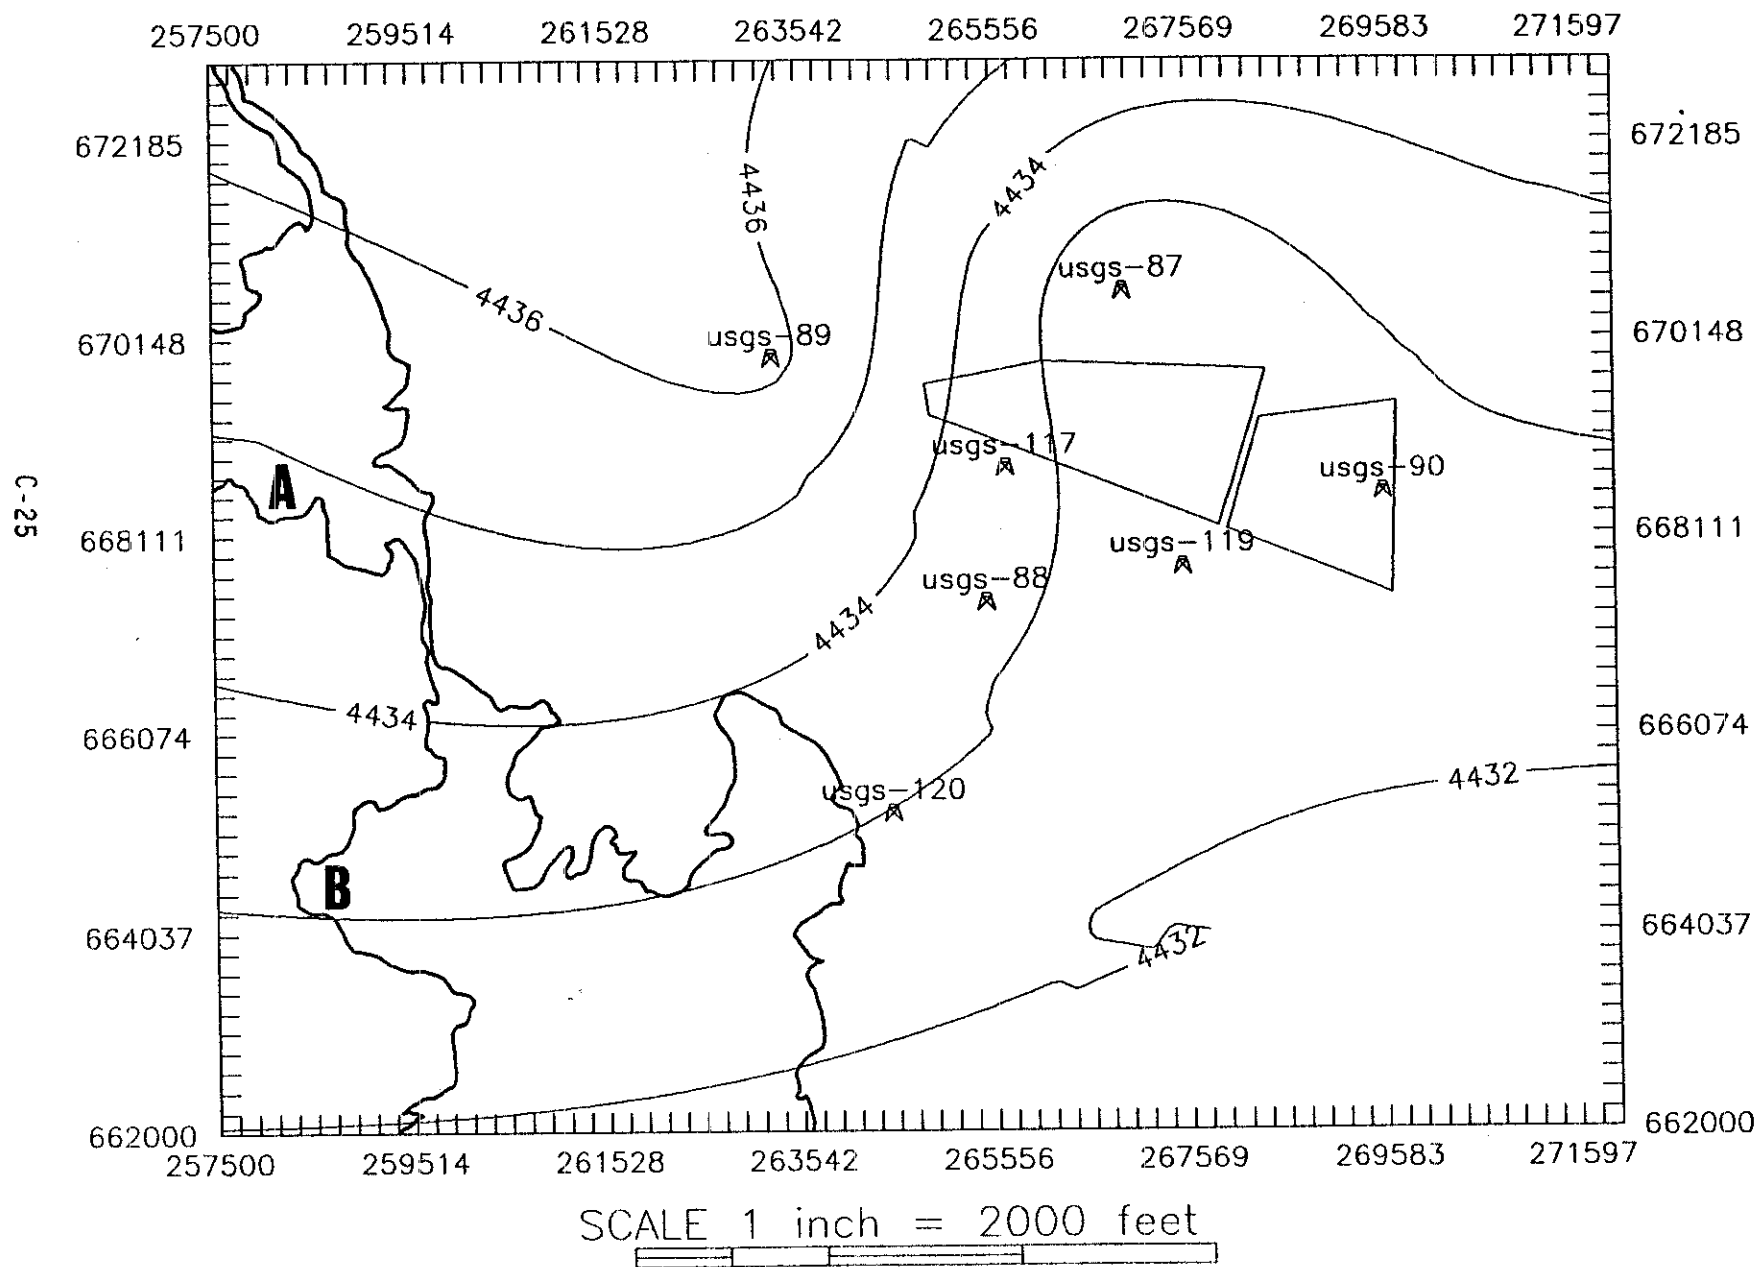 257500 259514 261528 263542 265556 267569 269583 271597
672185 672185
4434
4436
usgs-87
4436
usgs-89
670148 670148
usgs-117
usgs-90
A
C-25
668111 668111
usgs-119
usgs-88
4434
4434
666074 666074
4432
usgs-120
B
664037 664037
4432
662000 662000
257500 259514 261528 263542 265556 267569 269583 271597
SCALE 1 inch = 2000 feet